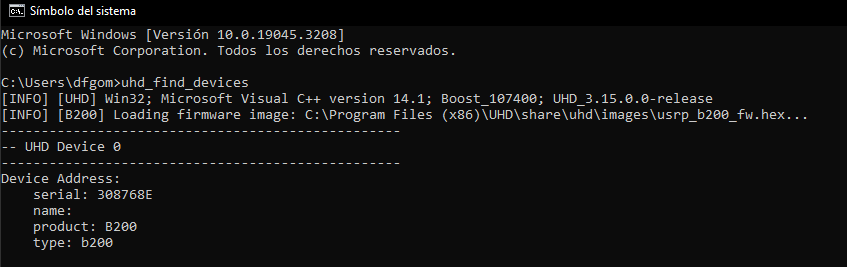 Símbolo del sistema
Microsoft Windows [Versión 10.0.19045.3208]
(c) Microsoft Corporation. Todos los derechos reservados.
C:\Users\dfgom>uhd_find_devices
[INFO] [UHD] Win32; Microsoft Visual C++ version 14.1; Boost_107400; UHD_3.15.0.0-release
[INFO] [B200] Loading firmware image: C:\Program Files (x86)\UHD\share\uhd\images\usrp_b200_fw.hex...
--------------------------------------------------
-- UHD Device 0
--------------------------------------------------
Device Address:
    serial: 308768E
    name:
    product: B200
    type: b200